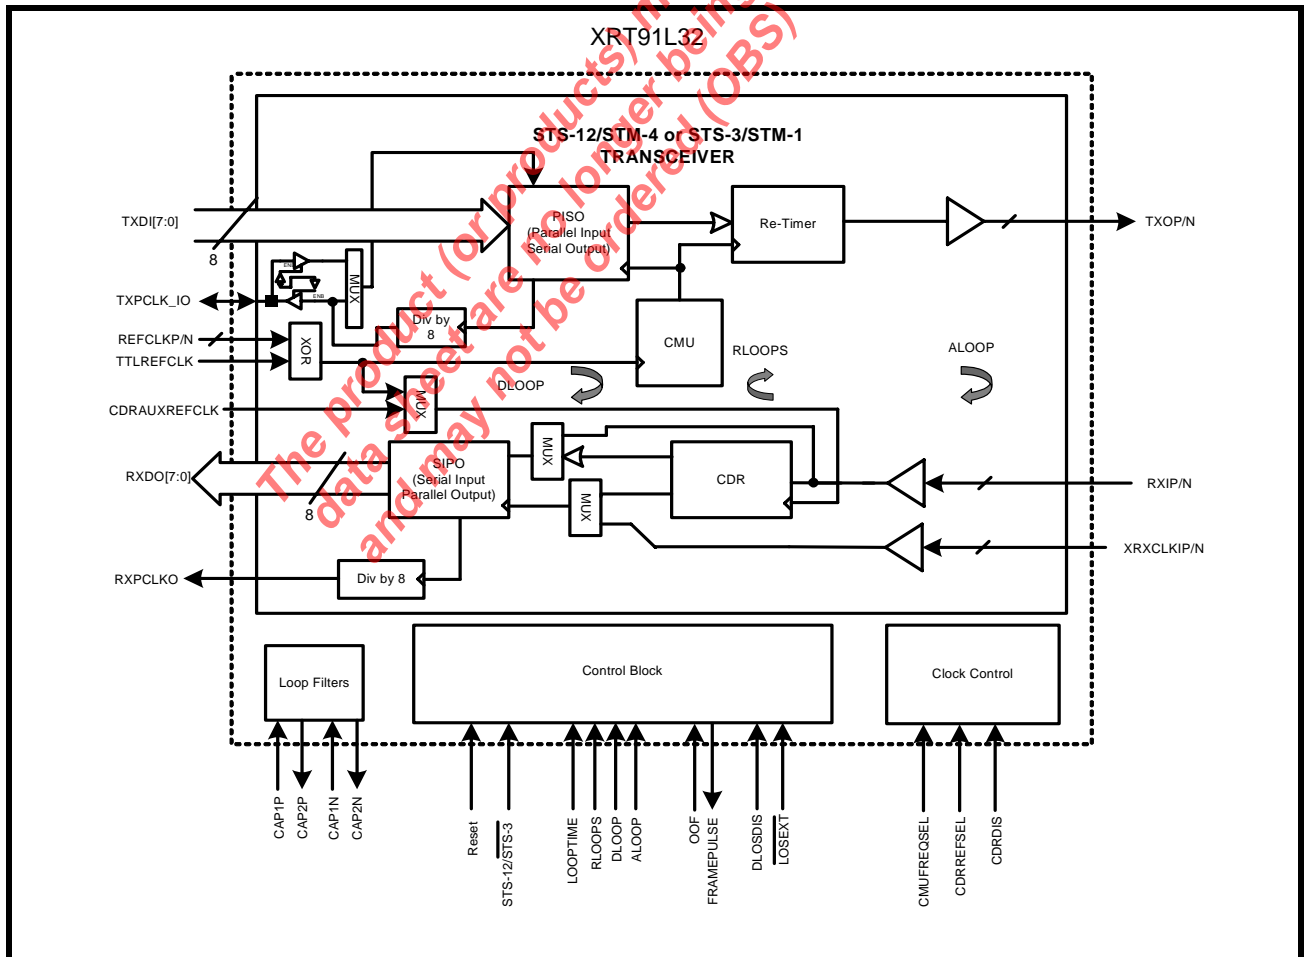 XRT91L32
STS-12/STM-4 or STS-3/STM-1
TRANSCEIVER
TXDI[7:0]
8
PISO
(Parallel Input
Serial Output)
Re-Timer
TXOP/N
ENB
MUX
ENB
TXPCLK_IO
Div by
8
REFCLKP/N
XOR
TTLREFCLK
CMU
RLOOPS
ALOOP
DLOOP
CDRAUXREFCLK
MUX
MUX
RXDO[7:0]
SIPO
(Serial Input
Parallel Output)
8
CDR
RXIP/N
MUX
XRXCLKIP/N
RXPCLKO
Div by 8
Loop Filters
Control Block
Clock Control
CAP1P
CAP2P
CAP1N
CAP2N
Reset
STS-12/STS-3
LOOPTIME
RLOOPS
DLOOP
ALOOP
OOF
FRAMEPULSE
DLOSDIS
LOSEXT
CMUFREQSEL
CDRREFSEL
CDRDIS
The product (or products)
data sheet are no longer being
and may not be ordered (OBS)